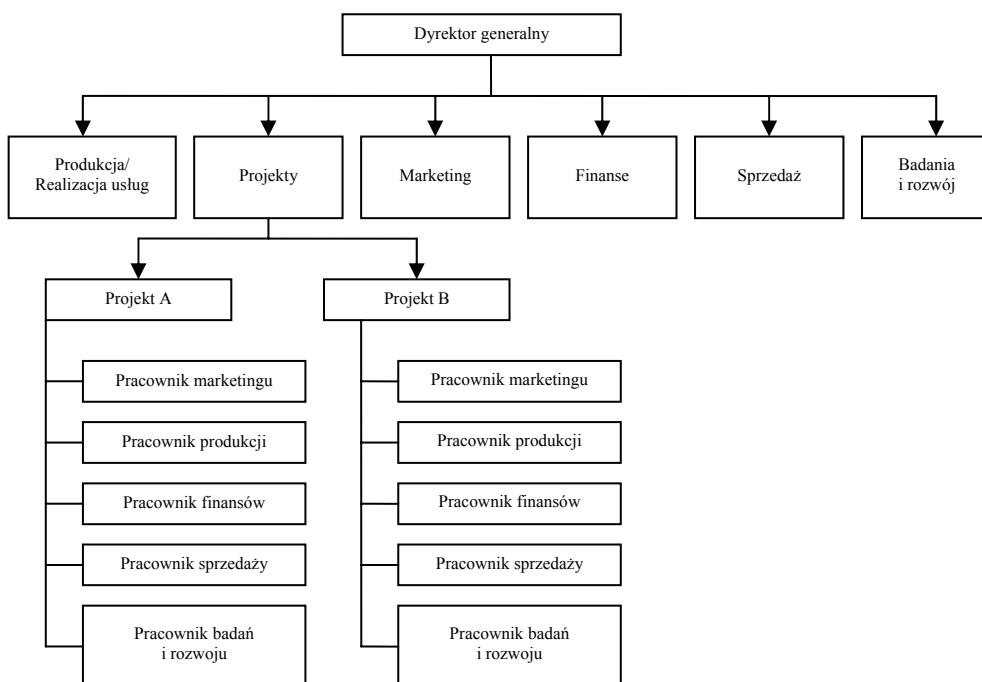 Dyrektor generalny
Produkcja/
Realizacja usług
Projekty
Marketing
Finanse
Sprzedaż
Badania
i rozwój
Projekt A
Projekt B
Pracownik marketingu
Pracownik produkcji
Pracownik finansów
Pracownik sprzedaży
Pracownik badań
i rozwoju
Pracownik marketingu
Pracownik produkcji
Pracownik finansów
Pracownik sprzedaży
Pracownik badań
i rozwoju